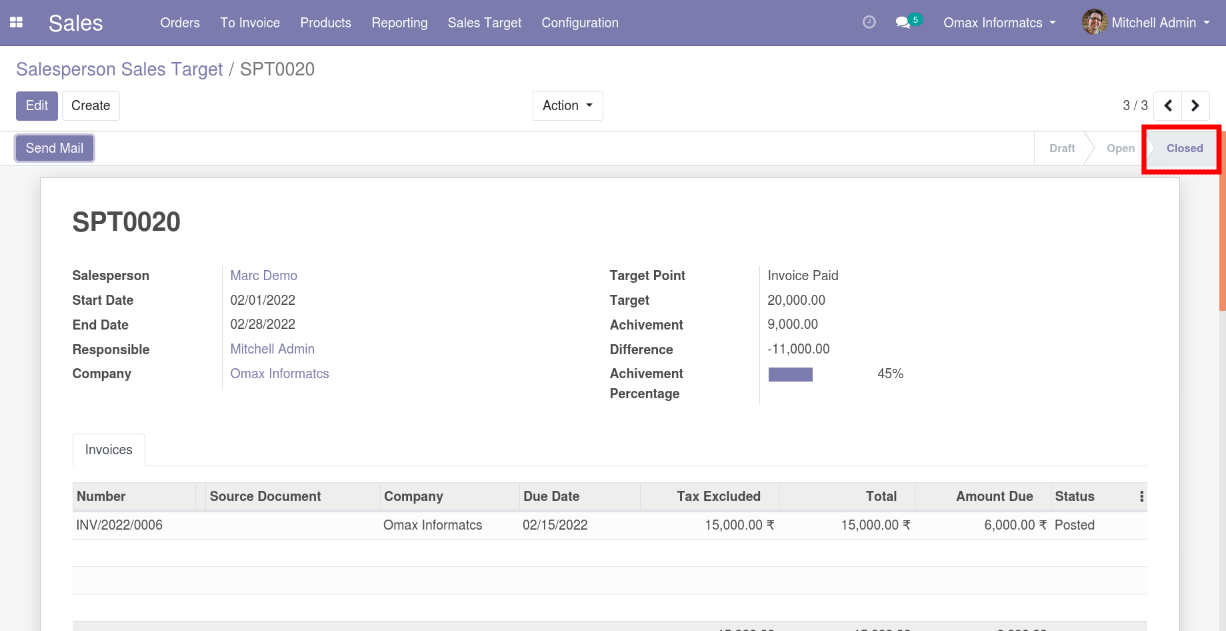 Sales Orders To Invoice Products Reporting Sales Target Configuration 5 Omax Informatcs Mitchell Admin
Salesperson Sales Target / SPT0020
Edit Create Action 3 / 3
Send Mail Draft Open Closed
SPT0020
Salesperson Marc Demo Target Point Invoice Paid
Start Date 02/01/2022 Target 20,000.00
End Date 02/28/2022 Achivement 9,000.00
Responsible Mitchell Admin Difference -11,000.00
Company Omax Informatcs Achivement 45%
Percentage
Invoices
Number Source Document Company Due Date Tax Excluded Total Amount Due Status
INV/2022/0006 Omax Informatcs 02/15/2022 15,000.00 ₹ 15,000.00 ₹ 6,000.00 ₹ Posted